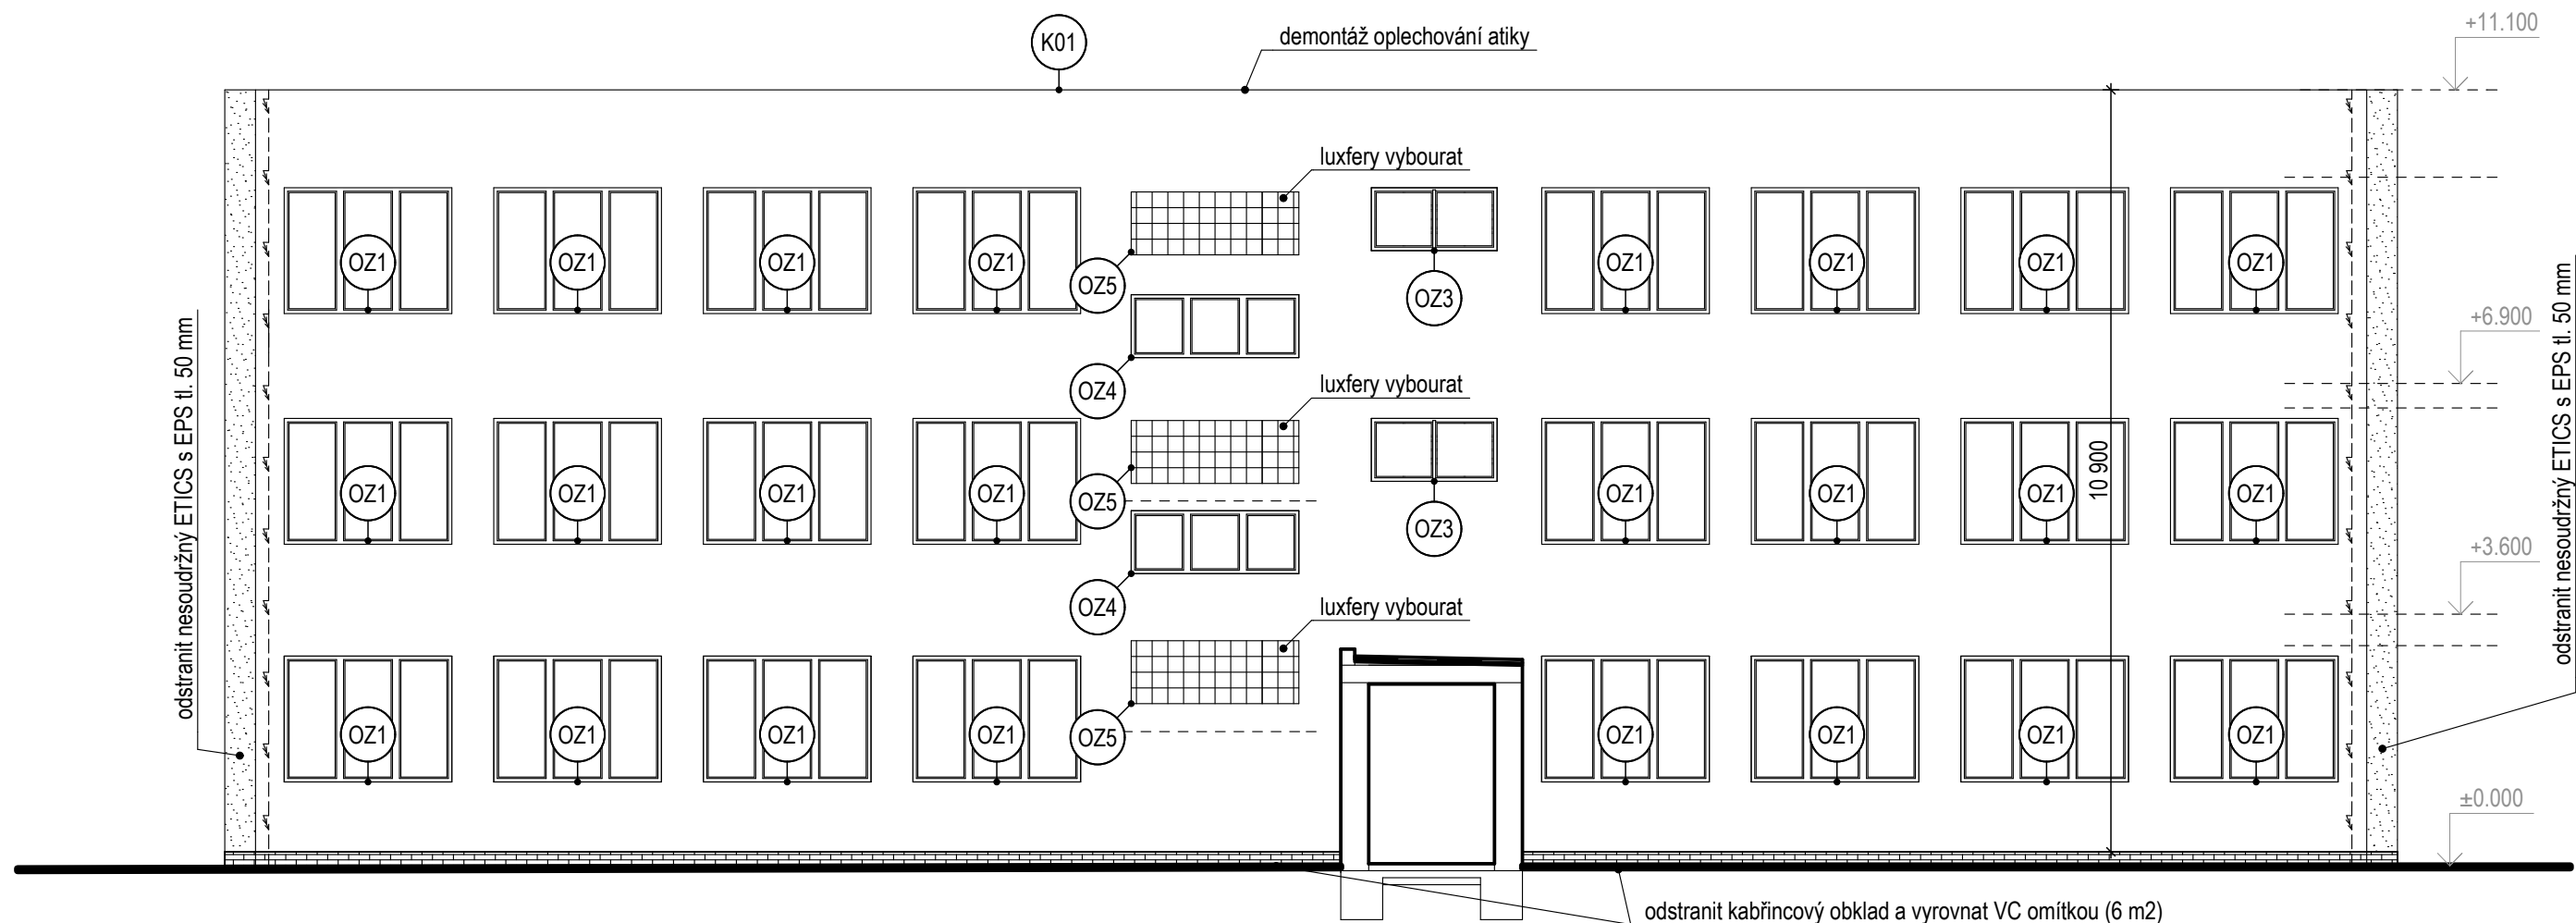 +11.100
K01
demontáž oplechování atiky
luxfery vybourat
OZ1 OZ1 OZ1 OZ1 OZ5 OZ3 OZ1 OZ1 OZ1 OZ1
+6.900
OZ4
luxfery vybourat
OZ1 OZ1 OZ1 OZ1 OZ5 OZ3 OZ1 OZ1 OZ1 OZ1
10 900
+3.600
OZ4
luxfery vybourat
OZ1 OZ1 OZ1 OZ1 OZ5 OZ1 OZ1 OZ1 OZ1
±0.000
odstranit nesoudržný ETICS s EPS tl. 50 mm
odstranit nesoudržný ETICS s EPS tl. 50 mm
odstranit kabřincový obklad a vyrovnat VC omítkou (6 m2)